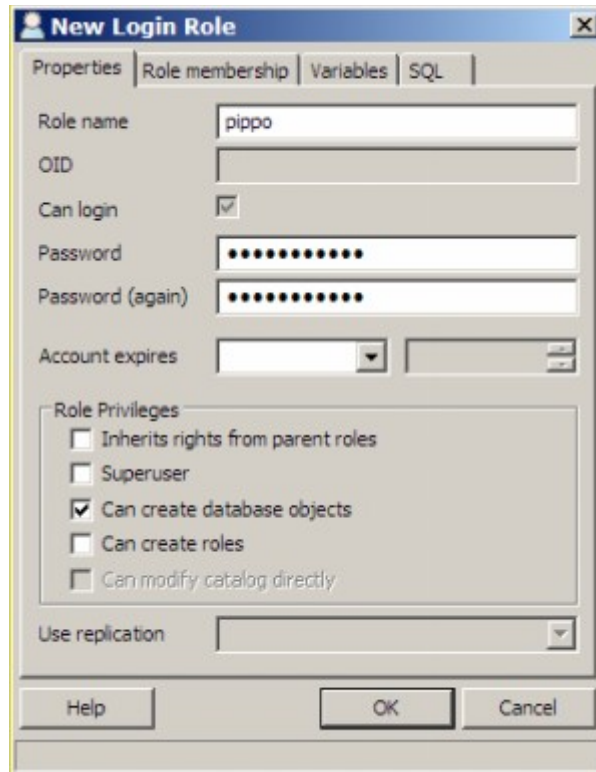 New Login Role
Properties Role membership Variables SQL
Role name pippo
OID
Can login
Password •••••••••••
Password (again) •••••••••••
Account expires
Role Privileges
Inherits rights from parent roles
Superuser
Can create database objects
Can create roles
Can modify catalog directly
Use replication
Help OK Cancel